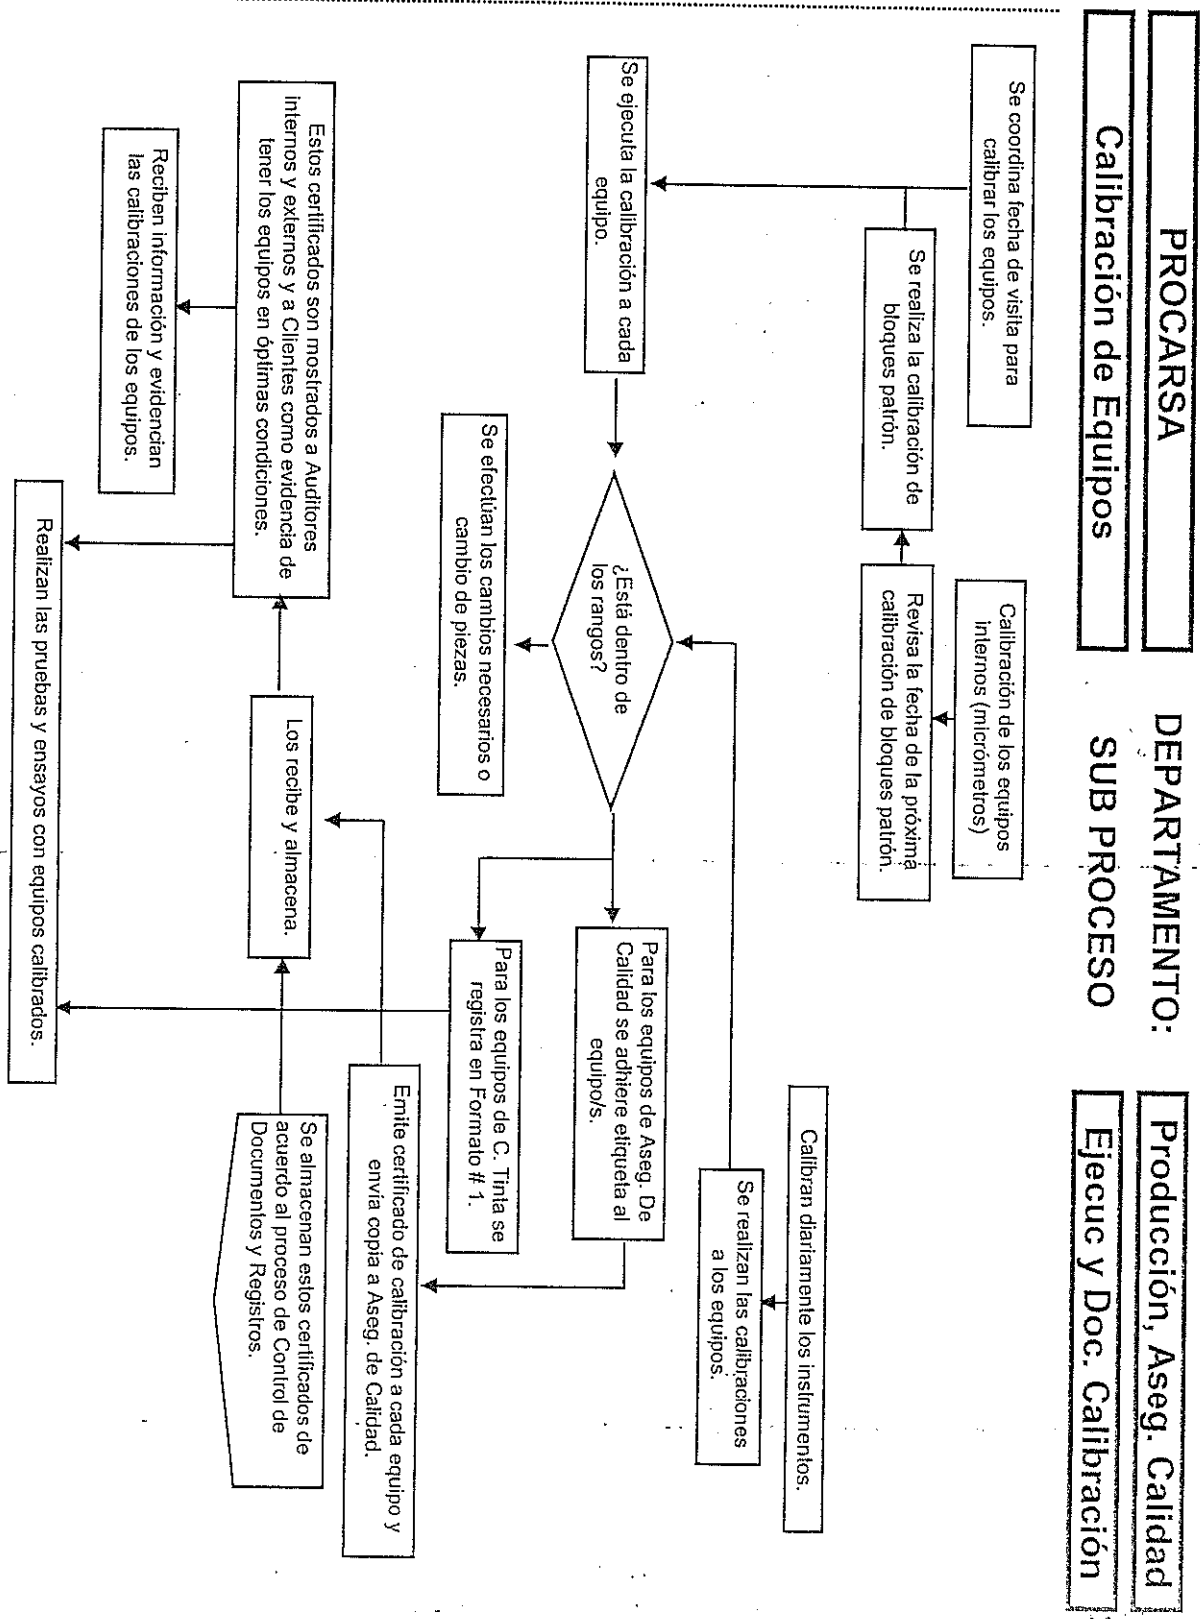 PROCARSA
DEPARTAMENTO:
Producción, Aseg. Calidad
Calibración de Equipos
SUB PROCESO
Ejecuc y Doc. Calibración
Se coordina fecha de visita para
calibrar los equipos.
Calibración de los equipos
internos (micrómetros)
Revisa la fecha de la próxima
calibración de bloques patrón.
Se realiza la calibración de
bloques patrón.
Calibran diariamente los instrumentos.
Se realizan las calibraciones
a los equipos.
Se ejecuta la calibración a cada
equipo.
¿Está dentro de
los rangos?
Para los equipos de Aseg. De
Calidad se adhiere etiqueta al
equipo/s.
Se efectúan los cambios necesarios o
cambio de piezas.
Para los equipos de C. Tinta se
registra en Formato # 1.
Emite certificado de calibración a cada equipo y
envia copia a Aseg. de Calidad.
Estos certificados son mostrados a Auditores
internos y externos y a Clientes como evidencia de
tener los equipos en óptimas condiciones.
Los recibe y almacena.
Se almacenan estos certificados de
acuerdo al proceso de Control de
Documentos y Registros.
Reciben información y evidencian
las calibraciones de los equipos.
Realizan las pruebas y ensayos con equipos calibrados.